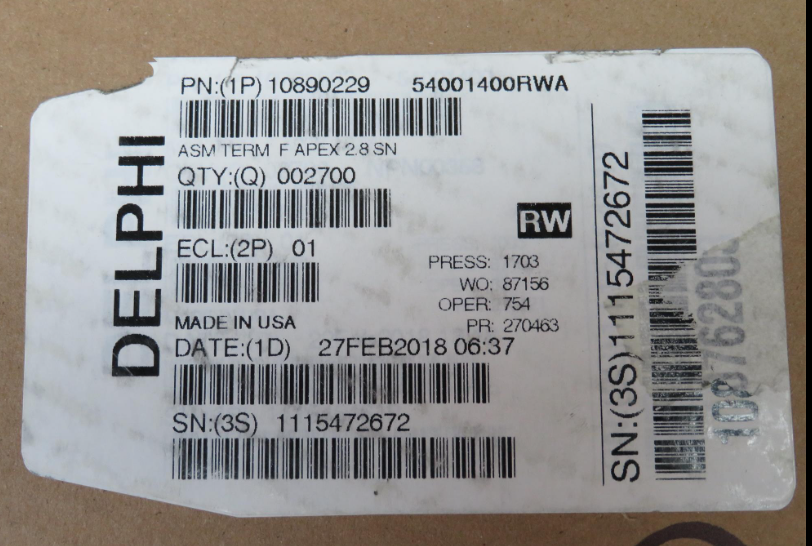 DELPHI
PN:(1P) 10890229 54001400RWA
ASM TERM F APEX 2.8 SN
QTY:(Q) 002700
RW
ECL:(2P) 01
PRESS: 1703
WO: 87156
OPER: 754
PR: 270463
MADE IN USA
DATE:(1D) 27FEB2018 06:37
SN:(3S) 1115472672
SN:(3S)1115472672